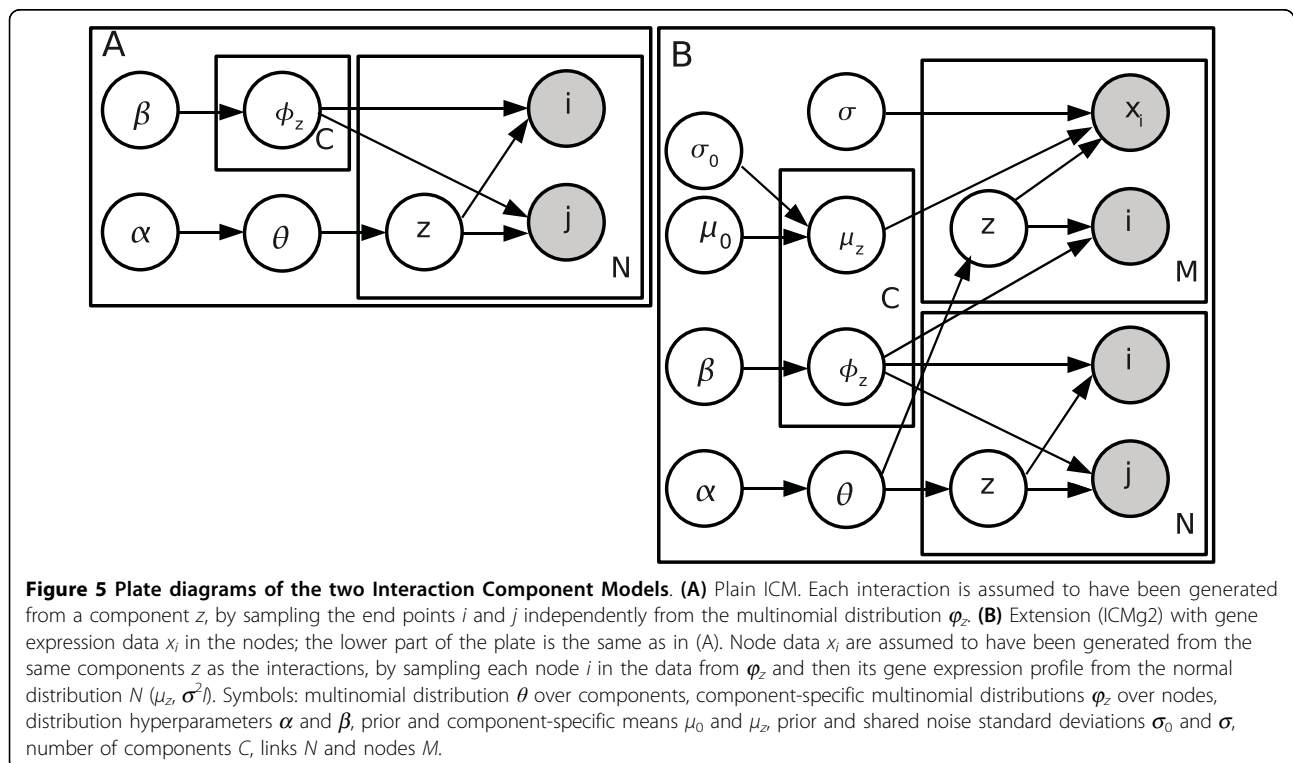 A
β
ϕz
C
i
α
θ
z
j
N
B
σ
xi
σ0
μ0
μz
z
i
C
M
β
ϕz
i
α
θ
z
j
N
Figure 5 Plate diagrams of the two Interaction Component Models. (A) Plain ICM. Each interaction is assumed to have been generated
from a component z, by sampling the end points i and j independently from the multinomial distribution φz. (B) Extension (ICMg2) with gene
expression data xi in the nodes; the lower part of the plate is the same as in (A). Node data xi are assumed to have been generated from the
same components z as the interactions, by sampling each node i in the data from φz and then its gene expression profile from the normal
distribution N (μz, σ²I). Symbols: multinomial distribution θ over components, component-specific multinomial distributions φz over nodes,
distribution hyperparameters α and β, prior and component-specific means μ0 and μz, prior and shared noise standard deviations σ0 and σ,
number of components C, links N and nodes M.